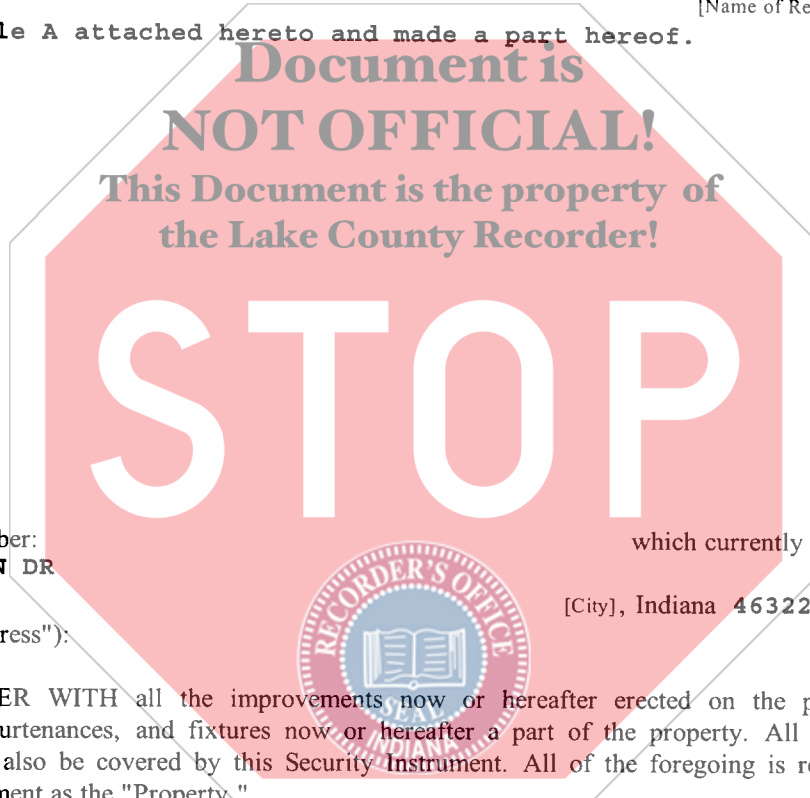 [Name of Re
le A attached hereto and made a part hereof.
Document is
NOT OFFICIAL!
This Document is the property of
the Lake County Recorder!
STOP
ber:
which currently
N DR
[City], Indiana 46322
ress"):
RECORDER'S OFFICE
SEAL
INDIANA
ER WITH all the improvements now or hereafter erected on the p
urtenances, and fixtures now or hereafter a part of the property. All
also be covered by this Security Instrument. All of the foregoing is re
ment as the "Property."